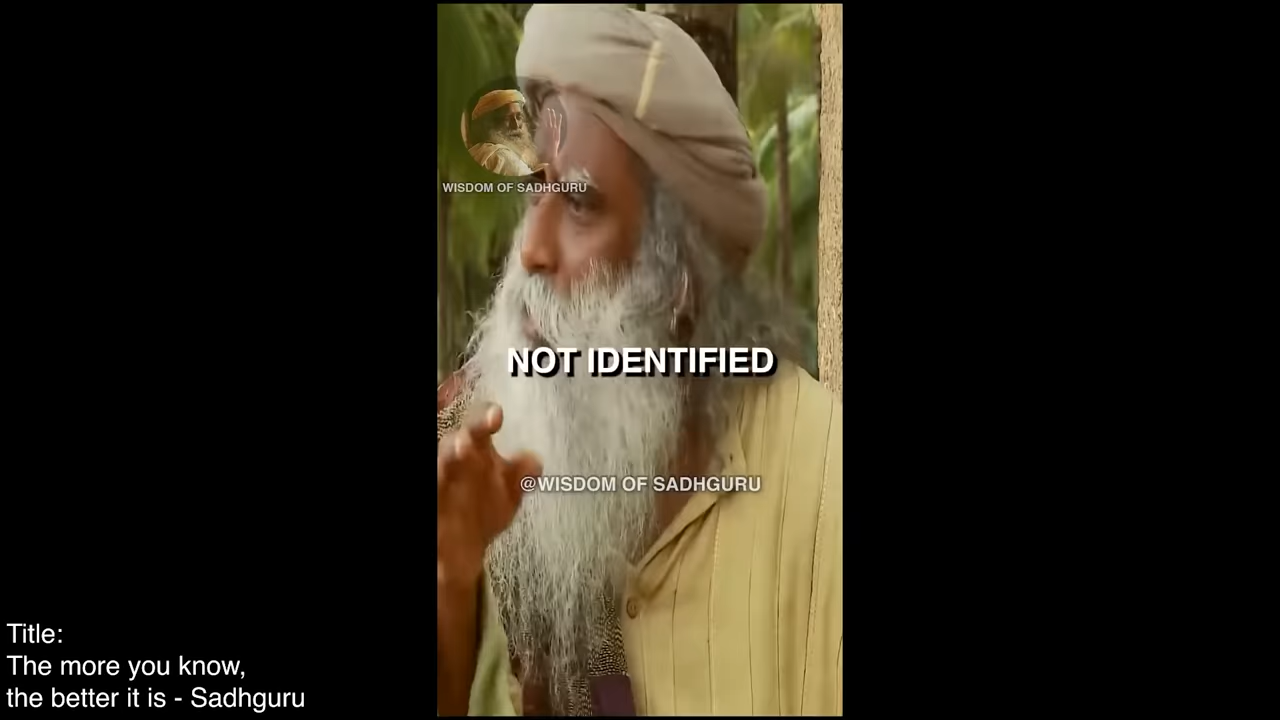 WISDOM OF SADHGURU
NOT IDENTIFIED
@WISDOM OF SADHGURU
Title:
The more you know,
the better it is - Sadhguru